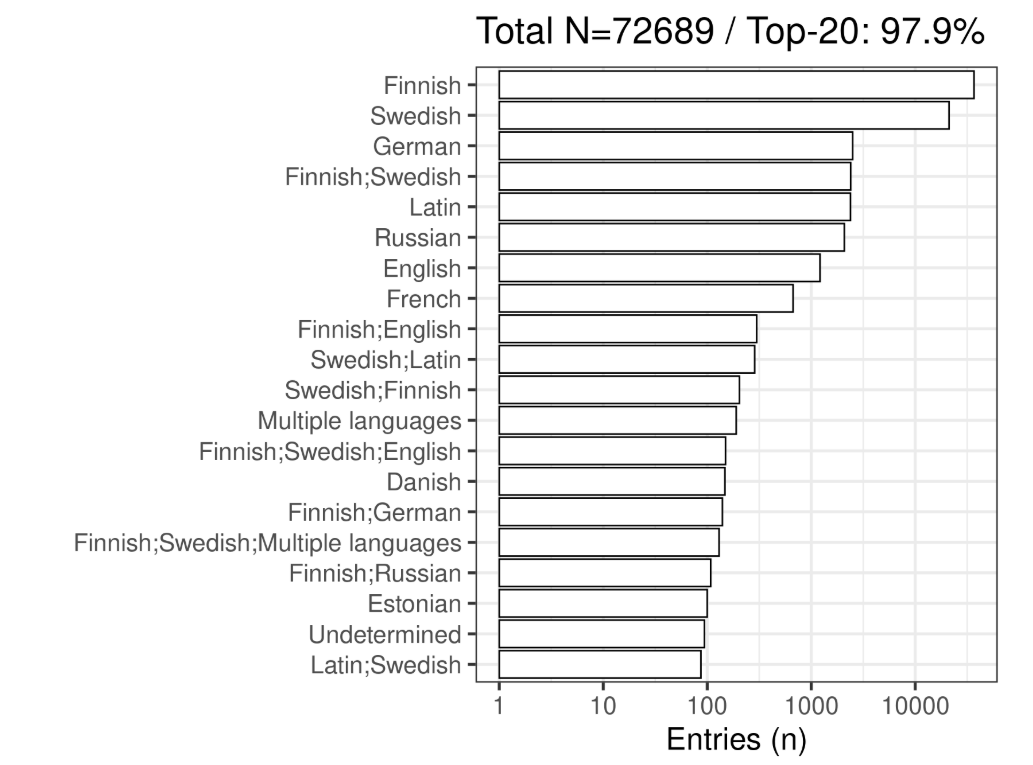 Total N=72689 / Top-20: 97.9%
Finnish
Swedish
German
Finnish;Swedish
Latin
Russian
English
French
Finnish;English
Swedish;Latin
Swedish;Finnish
Multiple languages
Finnish;Swedish;English
Danish
Finnish;German
Finnish;Swedish;Multiple languages
Finnish;Russian
Estonian
Undetermined
Latin;Swedish
1 10 100 1000 10000
Entries (n)